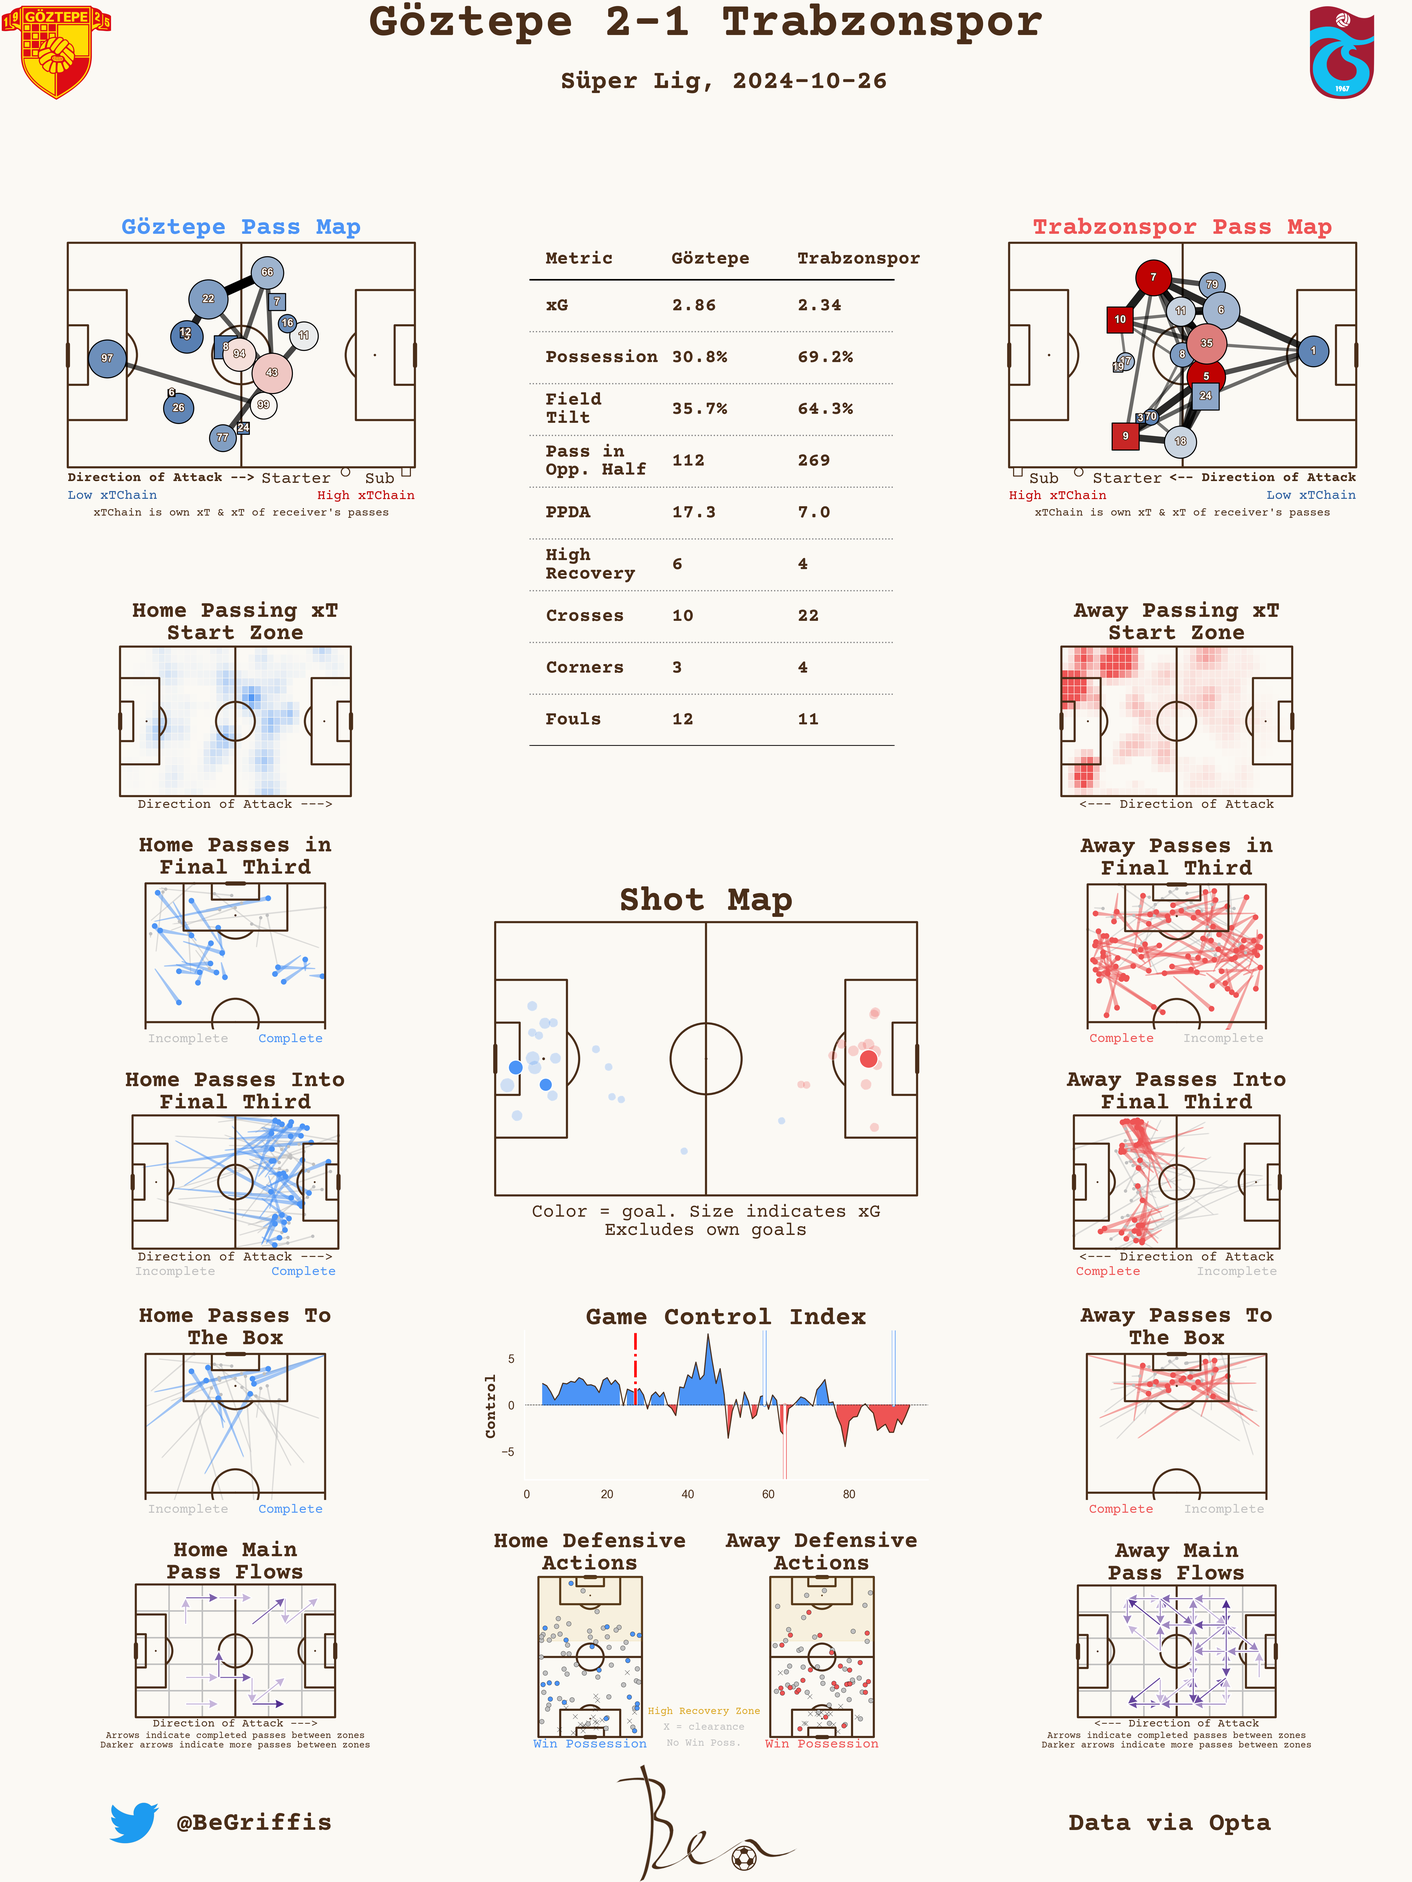 Göztepe 2-1 Trabzonspor
Süper Lig, 2024-10-26
GÖZTEPE
19 25
1967
Göztepe Pass Map
66
22
7
16
11
12
8
94
97
43
6
26
99
24
77
Direction of Attack --> Starter Sub
Low xTChain High xTChain
xTChain is own xT & xT of receiver's passes
Metric Göztepe Trabzonspor
xG 2.86 2.34
Possession 30.8% 69.2%
Field
Tilt 35.7% 64.3%
Pass in
Opp. Half 112 269
PPDA 17.3 7.0
High
Recovery 6 4
Crosses 10 22
Corners 3 4
Fouls 12 11
Trabzonspor Pass Map
7
79
11
6
10
35
8
1
17
19
5
24
3
70
9
18
Sub Starter <-- Direction of Attack
High xTChain Low xTChain
xTChain is own xT & xT of receiver's passes
Home Passing xT
Start Zone
Direction of Attack --->
Away Passing xT
Start Zone
<--- Direction of Attack
Home Passes in
Final Third
Incomplete Complete
Away Passes in
Final Third
Complete Incomplete
Shot Map
Color = goal. Size indicates xG
Excludes own goals
Home Passes Into
Final Third
Direction of Attack --->
Incomplete Complete
Away Passes Into
Final Third
<--- Direction of Attack
Complete Incomplete
Home Passes To
The Box
Incomplete Complete
Game Control Index
Control
5
0
-5
0 20 40 60 80
Away Passes To
The Box
Complete Incomplete
Home Main
Pass Flows
Direction of Attack --->
Arrows indicate completed passes between zones
Darker arrows indicate more passes between zones
Home Defensive
Actions
Win Possession
Away Defensive
Actions
Win Possession
High Recovery Zone
X = clearance
No Win Poss.
Away Main
Pass Flows
<--- Direction of Attack
Arrows indicate completed passes between zones
Darker arrows indicate more passes between zones
@BeGriffis
Ben
Data via Opta